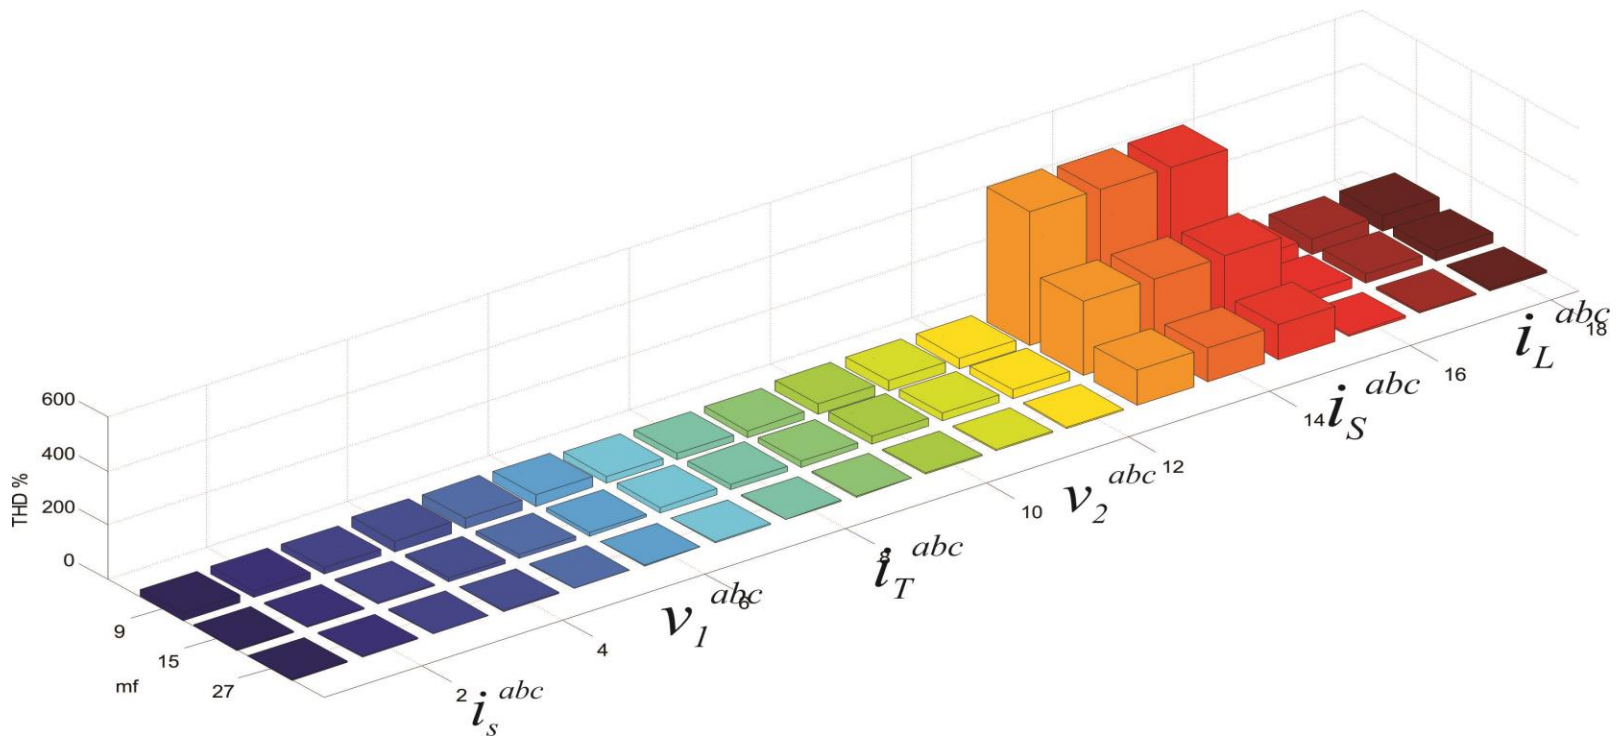 600
400
200
0
THD %
9
15
27
mf
2
4
6
8
10
12
14
16
18
i_s^{abc}
v_1^{abc}
i_T^{abc}
v_2^{abc}
i_S^{abc}
i_L^{abc}